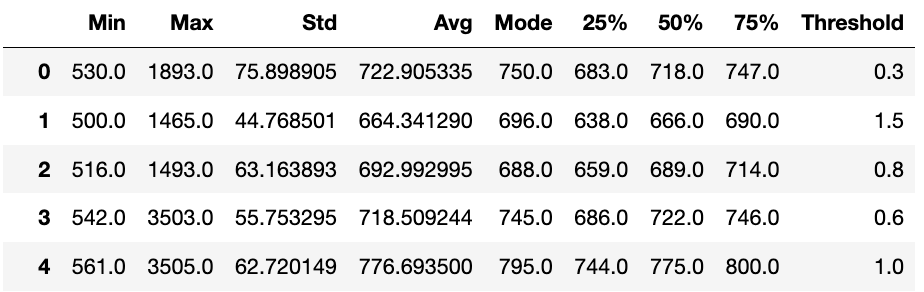 Min Max Std Avg Mode 25% 50% 75% Threshold
0 530.0 1893.0 75.898905 722.905335 750.0 683.0 718.0 747.0 0.3
1 500.0 1465.0 44.768501 664.341290 696.0 638.0 666.0 690.0 1.5
2 516.0 1493.0 63.163893 692.992995 688.0 659.0 689.0 714.0 0.8
3 542.0 3503.0 55.753295 718.509244 745.0 686.0 722.0 746.0 0.6
4 561.0 3505.0 62.720149 776.693500 795.0 744.0 775.0 800.0 1.0